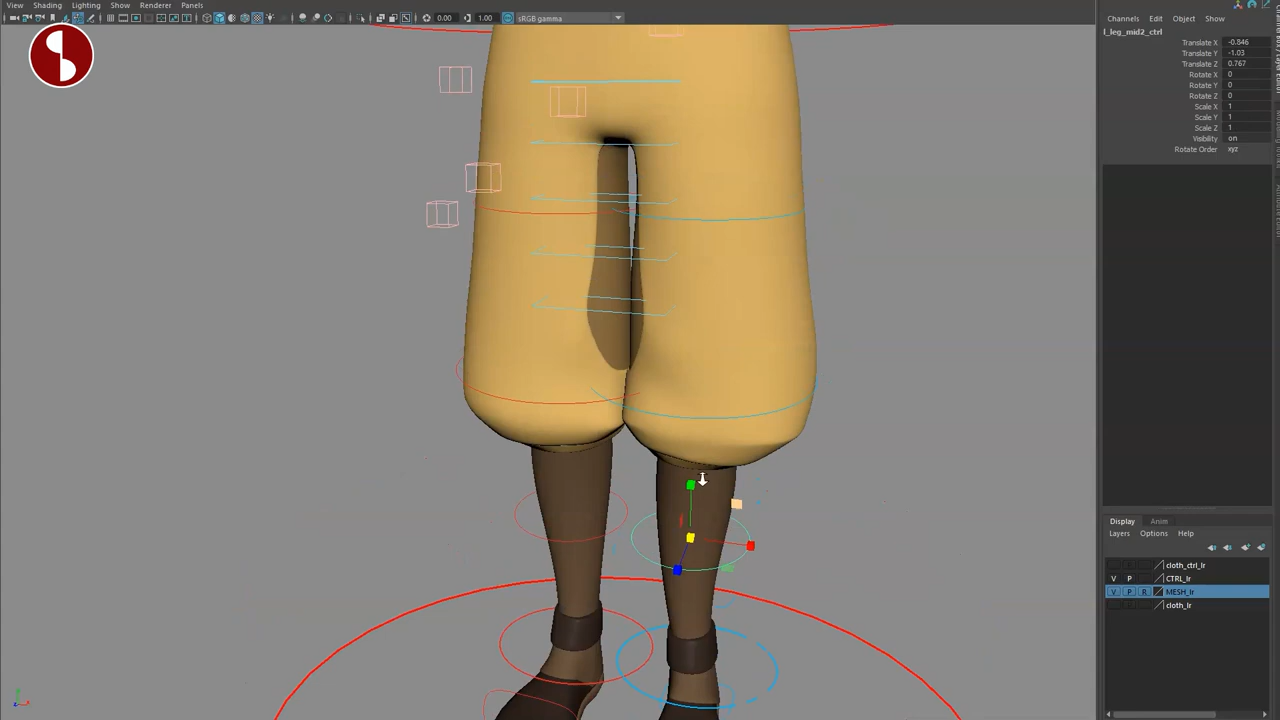 View Shading Lighting Show Renderer Panels
0.00 1.00 sRGB gamma
Channels Edit Object Show
l_leg_mid2_ctrl
Translate X -0.846
Translate Y -1.03
Translate Z 0.767
Rotate X 0
Rotate Y 0
Rotate Z 0
Scale X 1
Scale Y 1
Scale Z 1
Visibility on
Rotate Order xyz
Display Anim
Layers Options Help
cloth_ctrl_lr
V P CTRL_lr
V P R MESH_lr
cloth_lr